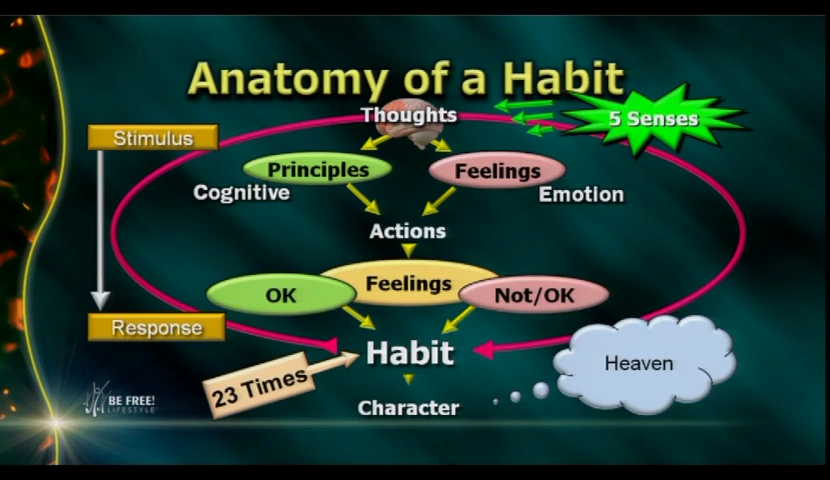 Anatomy of a Habit
Thoughts
5 Senses
Stimulus
Principles
Feelings
Cognitive
Emotion
Actions
Feelings
OK
Not/OK
Response
Habit
Heaven
23 Times
Character
BE FREE!
LIFESTYLE